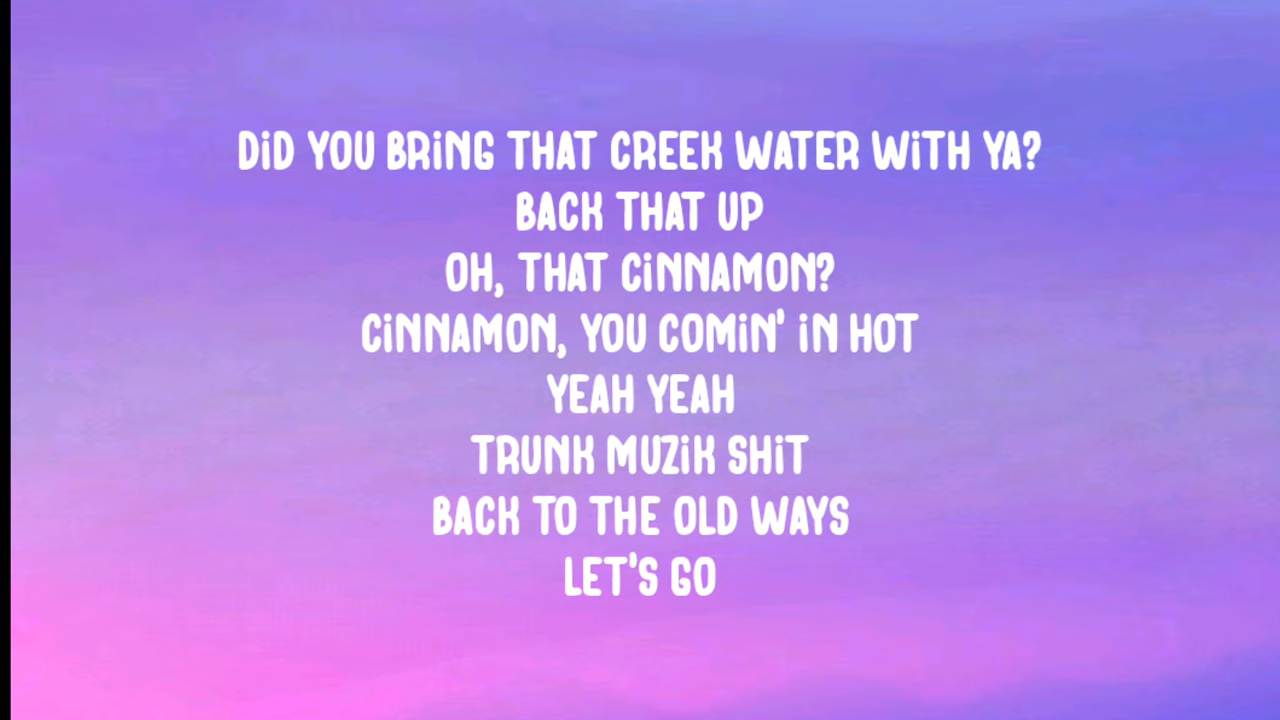 DiD YOU BRiNG THAT CREEK WATER WiTH YA?
BACK THAT UP
OH, THAT CiNNAMON?
CiNNAMON, YOU COMiN' iN HOT
YEAH YEAH
TRUNK MUZiK SHiT
BACK TO THE OLD WAYS
LET'S GO